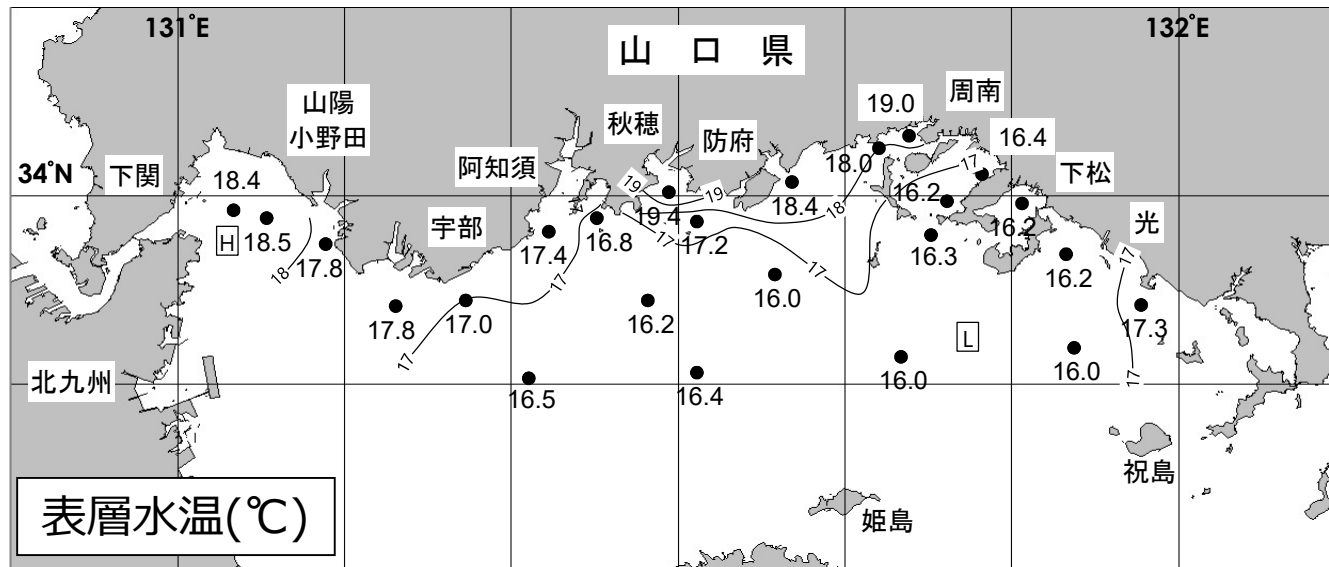 131°E
132°E
山 口 県
山陽
小野田
秋穂
防府
19.0
周南
16.4
34°N
下関
阿知須
下松
18.4
18.0
17
16.2
19
19
19.4
18.4
18
16.2
光
H
18.5
宇部
17.4
16.8
17
17.2
16.3
16.2
18
17.8
17
17
16.0
17
17.8
17.0
16.2
L
17.3
17
16.0
16.0
17
北九州
16.5
16.4
祝島
姫島
表層水温(℃)